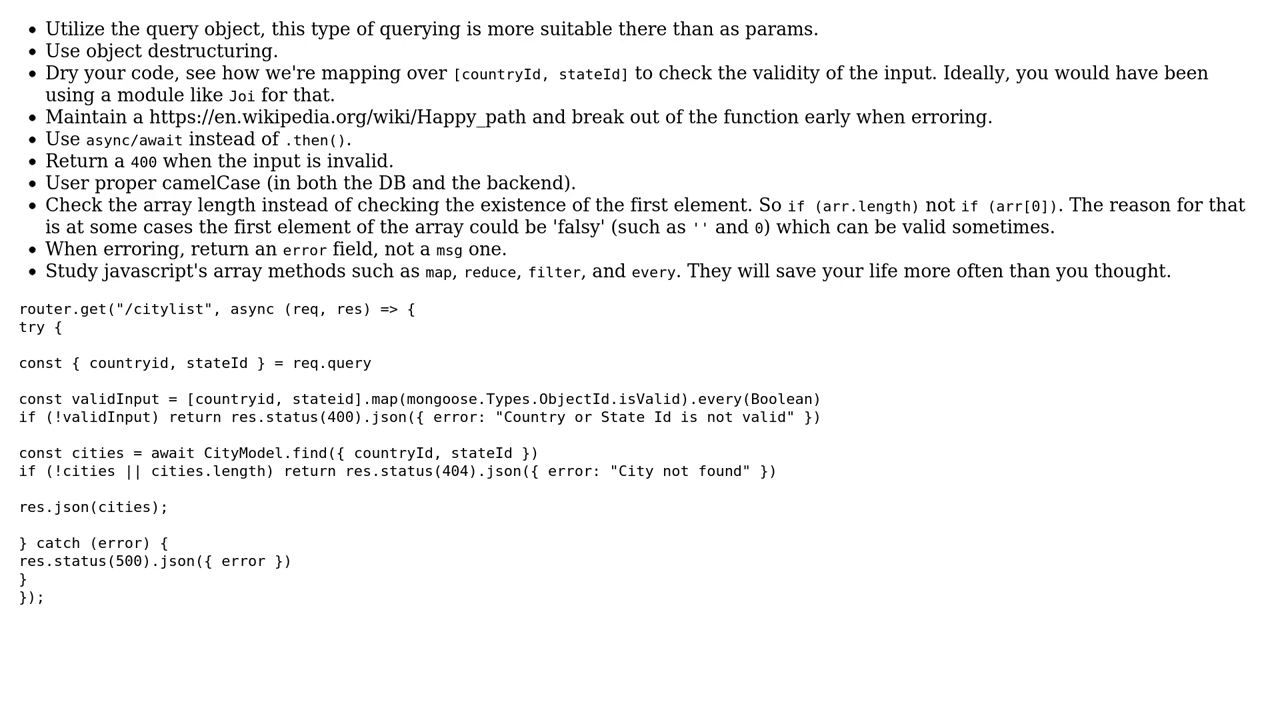 Utilize the query object, this type of querying is more suitable there than as params.
Use object destructuring.
Dry your code, see how we're mapping over [countryId, stateId] to check the validity of the input. Ideally, you would have been
using a module like Joi for that.
Maintain a https://en.wikipedia.org/wiki/Happy_path and break out of the function early when erroring.
Use async/await instead of .then().
Return a 400 when the input is invalid.
User proper camelCase (in both the DB and the backend).
Check the array length instead of checking the existence of the first element. So if (arr.length) not if (arr[0]). The reason for that
is at some cases the first element of the array could be 'falsy' (such as '' and 0) which can be valid sometimes.
When erroring, return an error field, not a msg one.
Study javascript's array methods such as map, reduce, filter, and every. They will save your life more often than you thought.
router.get("/citylist", async (req, res) => {
try {
const { countryid, stateId } = req.query
const validInput = [countryid, stateid].map(mongoose.Types.ObjectId.isValid).every(Boolean)
if (!validInput) return res.status(400).json({ error: "Country or State Id is not valid" })
const cities = await CityModel.find({ countryId, stateId })
if (!cities || cities.length) return res.status(404).json({ error: "City not found" })
res.json(cities);
} catch (error) {
res.status(500).json({ error })
}
});